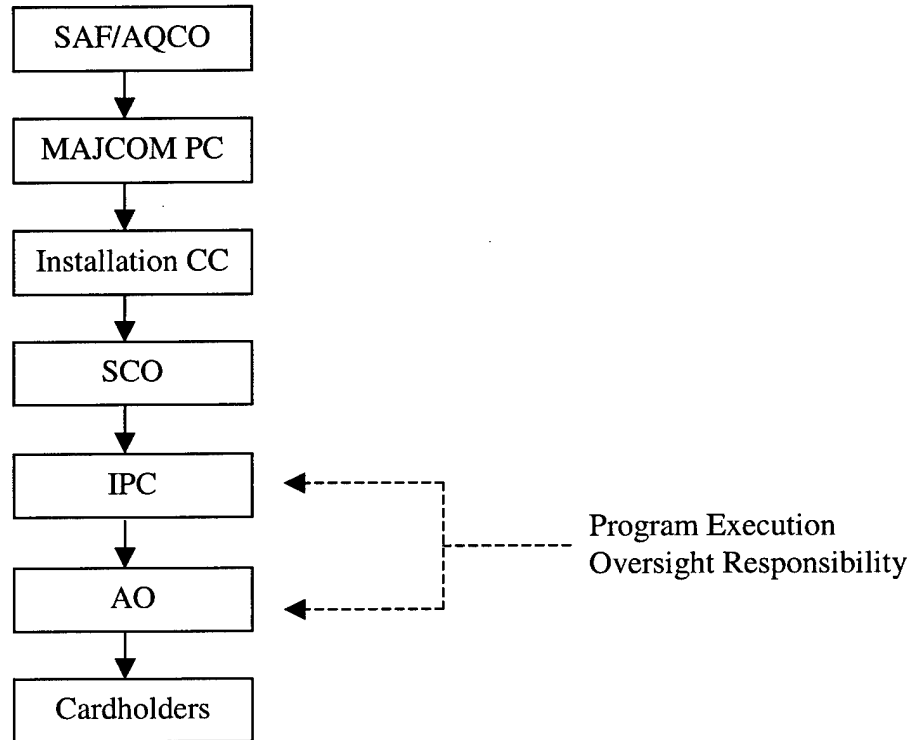 SAF/AQCO
MAJCOM PC
Installation CC
SCO
IPC
AO
Cardholders
Program Execution
Oversight Responsibility